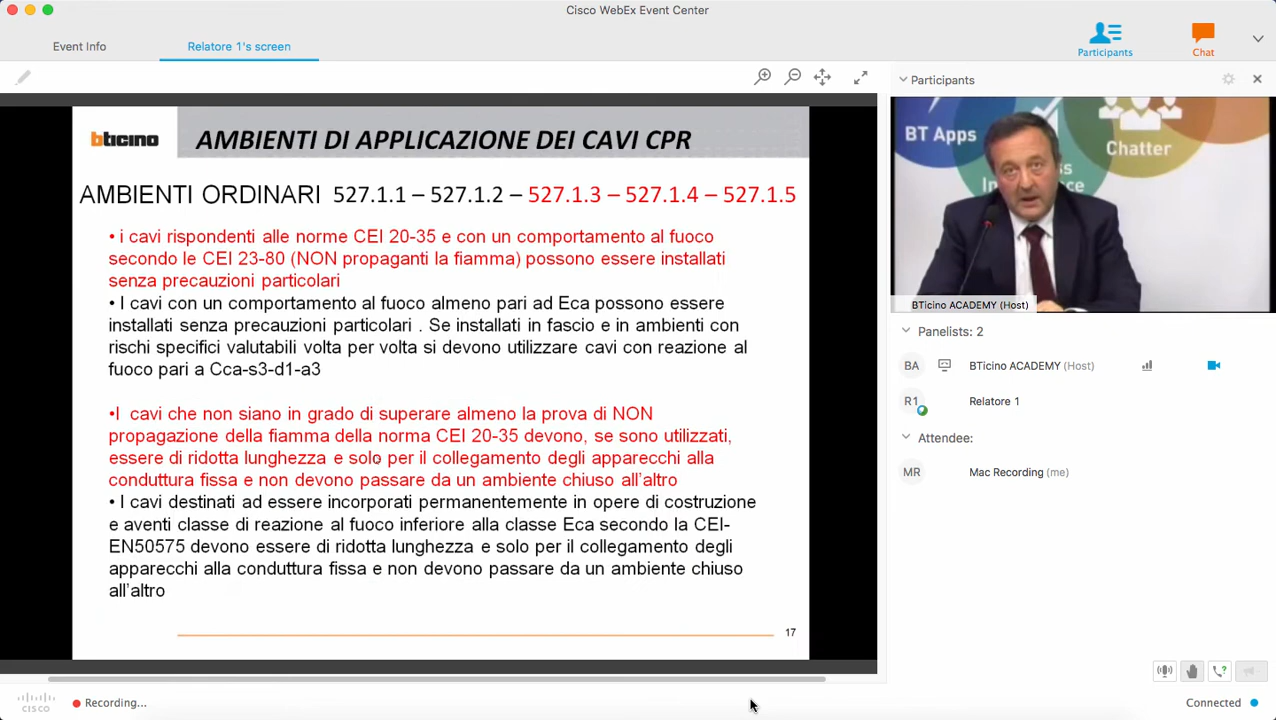 Cisco WebEx Event Center
Event Info
Relatore 1's screen
Participants
Chat
Participants
bticino
AMBIENTI DI APPLICAZIONE DEI CAVI CPR
AMBIENTI ORDINARI 527.1.1 – 527.1.2 – 527.1.3 – 527.1.4 – 527.1.5
• i cavi rispondenti alle norme CEI 20-35 e con un comportamento al fuoco
secondo le CEI 23-80 (NON propaganti la fiamma) possono essere installati
senza precauzioni particolari
• I cavi con un comportamento al fuoco almeno pari ad Eca possono essere
installati senza precauzioni particolari . Se installati in fascio e in ambienti con
rischi specifici valutabili volta per volta si devono utilizzare cavi con reazione al
fuoco pari a Cca-s3-d1-a3
•I cavi che non siano in grado di superare almeno la prova di NON
propagazione della fiamma della norma CEI 20-35 devono, se sono utilizzati,
essere di ridotta lunghezza e solo per il collegamento degli apparecchi alla
conduttura fissa e non devono passare da un ambiente chiuso all'altro
• I cavi destinati ad essere incorporati permanentemente in opere di costruzione
e aventi classe di reazione al fuoco inferiore alla classe Eca secondo la CEI-
EN50575 devono essere di ridotta lunghezza e solo per il collegamento degli
apparecchi alla conduttura fissa e non devono passare da un ambiente chiuso
all'altro
17
BT Apps
Chatter
BTicino ACADEMY (Host)
Panelists: 2
BA BTicino ACADEMY (Host)
R1 Relatore 1
Attendee:
MR Mac Recording (me)
CISCO
Recording...
Connected